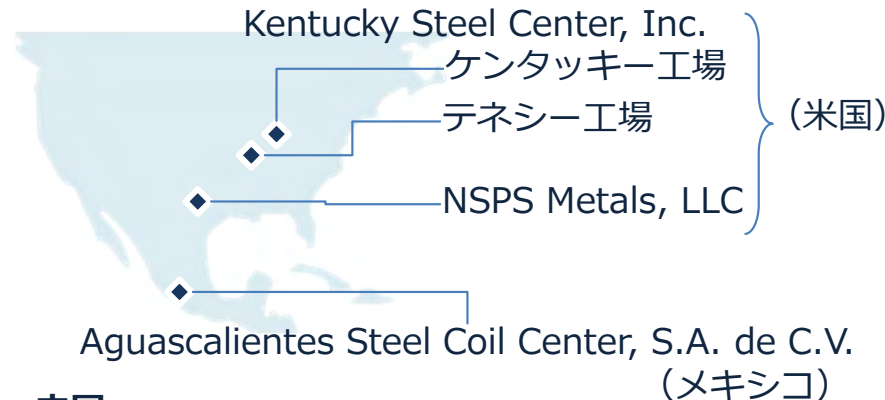 Kentucky Steel Center, Inc.
ケンタッキー工場
テネシー工場
（米国）
NSPS Metals, LLC
Aguascalientes Steel Coil Center, S.A. de C.V.
（メキシコ）